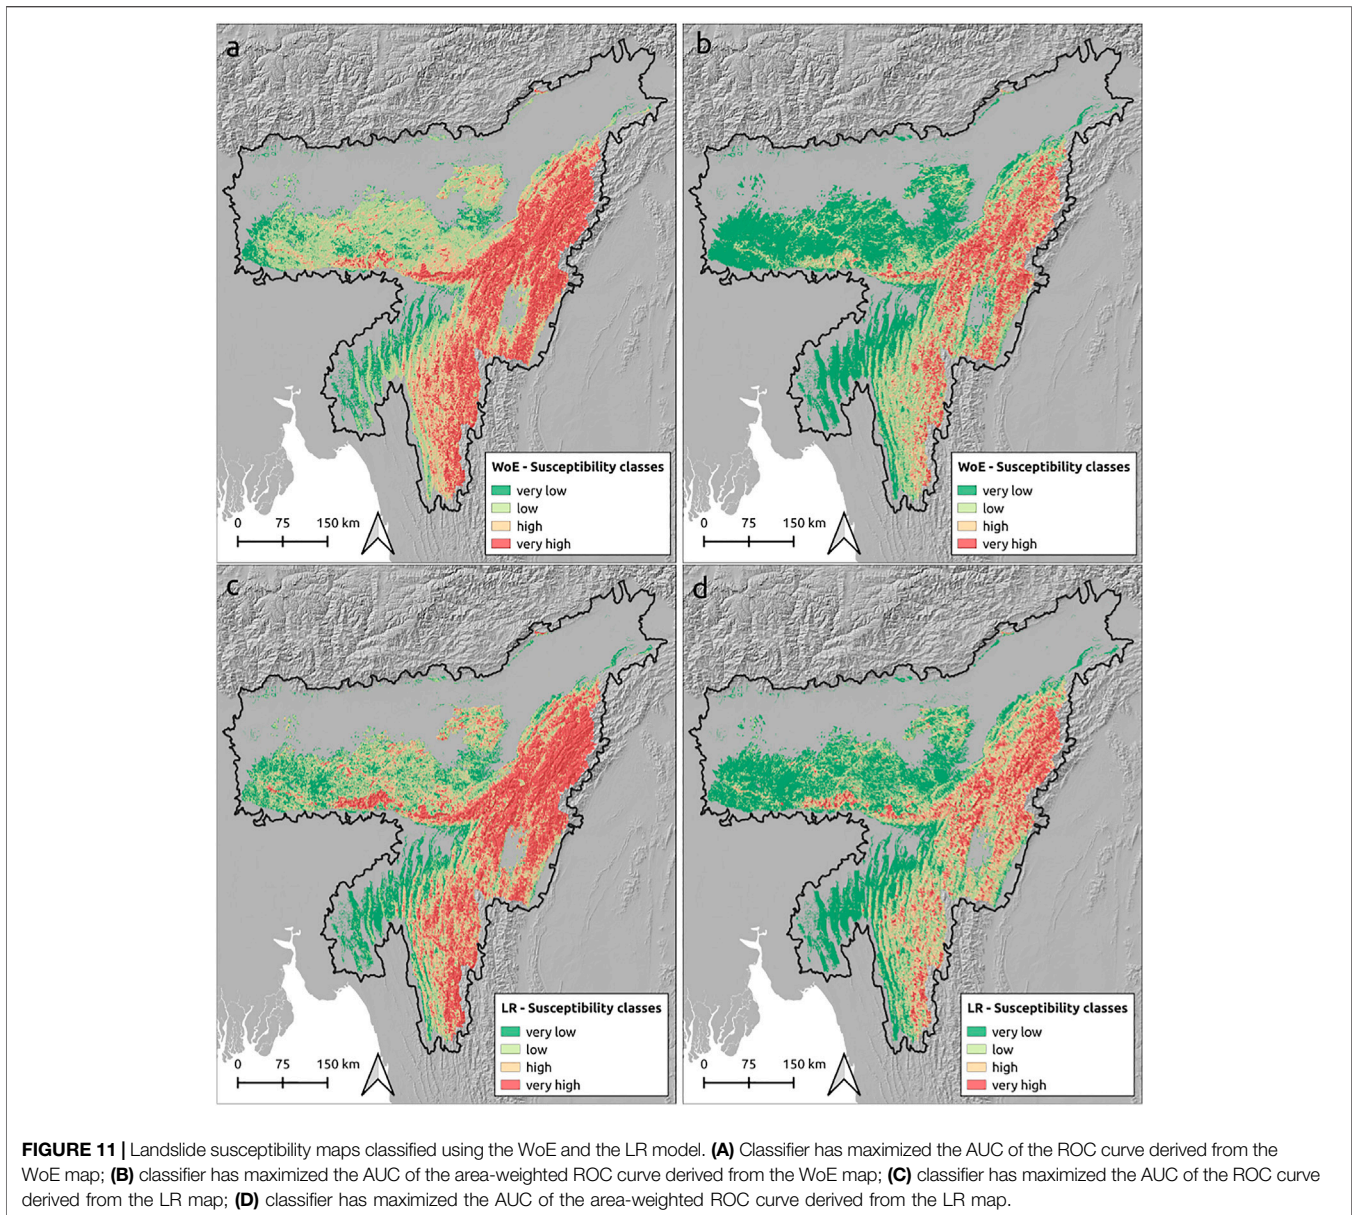 a
b
WoE - Susceptibility classes
very low
low
high
very high
0 75 150 km
WoE - Susceptibility classes
very low
low
high
very high
0 75 150 km
c
d
LR - Susceptibility classes
very low
low
high
very high
0 75 150 km
LR - Susceptibility classes
very low
low
high
very high
0 75 150 km
FIGURE 11 | Landslide susceptibility maps classified using the WoE and the LR model. (A) Classifier has maximized the AUC of the ROC curve derived from the
WoE map; (B) classifier has maximized the AUC of the area-weighted ROC curve derived from the WoE map; (C) classifier has maximized the AUC of the ROC curve
derived from the LR map; (D) classifier has maximized the AUC of the area-weighted ROC curve derived from the LR map.